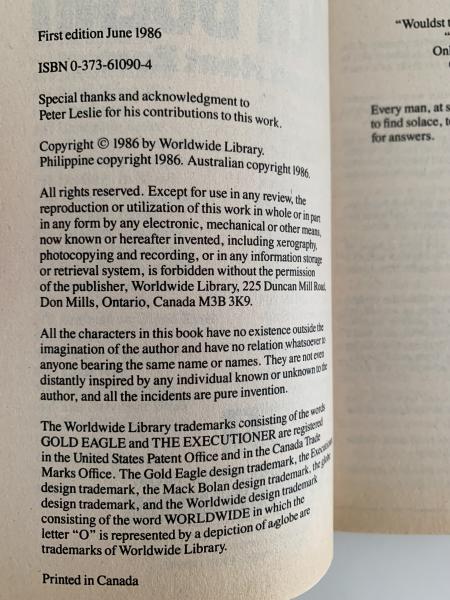 First edition June 1986
ISBN 0-373-61090-4
Special thanks and acknowledgment to
Peter Leslie for his contributions to this work.
Copyright © 1986 by Worldwide Library.
Philippine copyright 1986. Australian copyright 1986.
All rights reserved. Except for use in any review, the
reproduction or utilization of this work in whole or in part
in any form by any electronic, mechanical or other means,
now known or hereafter invented, including xerography,
photocopying and recording, or in any information storage
or retrieval system, is forbidden without the permission
of the publisher, Worldwide Library, 225 Duncan Mill Road,
Don Mills, Ontario, Canada M3B 3K9.
All the characters in this book have no existence outside the
imagination of the author and have no relation whatsoever to
anyone bearing the same name or names. They are not even
distantly inspired by any individual known or unknown to the
author, and all the incidents are pure invention.
The Worldwide Library trademarks consisting of the words
GOLD EAGLE and THE EXECUTIONER are registered
in the United States Patent Office and in the Canada Trade
Marks Office. The Gold Eagle design trademark, the Executioner
design trademark, the Mack Bolan design trademark, the globe
design trademark, and the Worldwide design trademark
consisting of the word WORLDWIDE in which the
letter "O" is represented by a depiction of a globe are
trademarks of Worldwide Library.
Printed in Canada
"Wouldst
Every man, at
to find solace,
for answers.